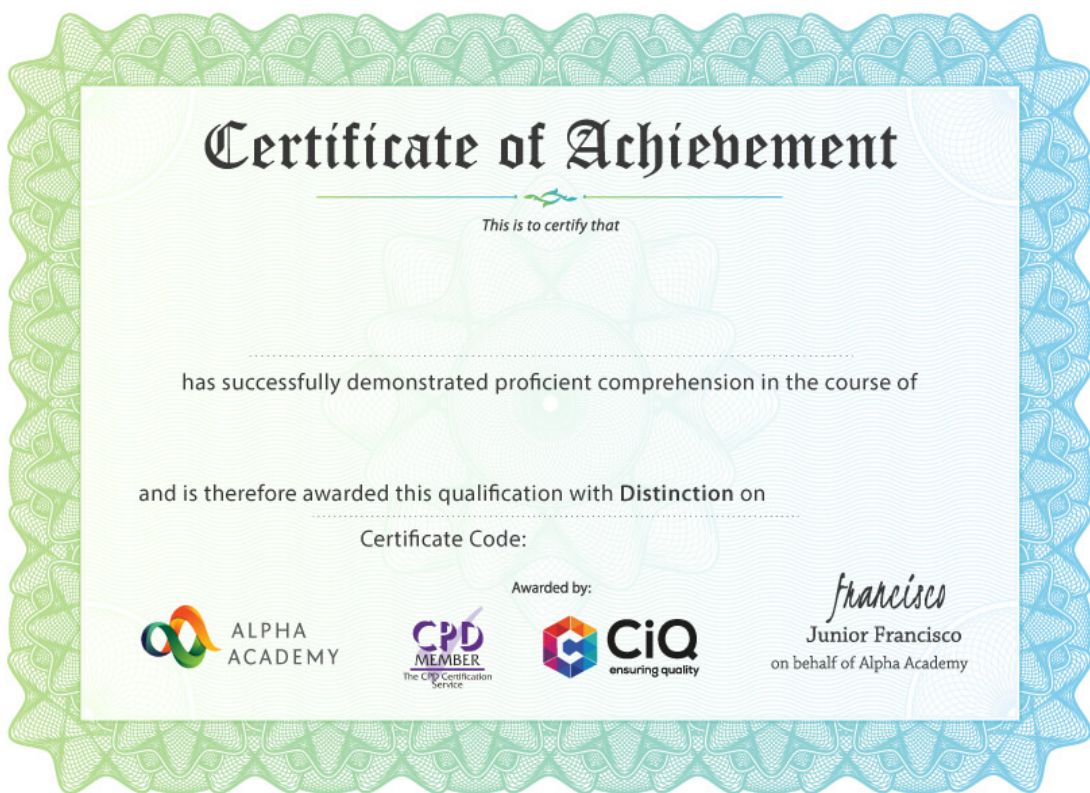 Certificate of Achievement
This is to certify that
has successfully demonstrated proficient comprehension in the course of
and is therefore awarded this qualification with Distinction on
Certificate Code:
Awarded by:
ALPHA
ACADEMY
CPD
MEMBER
The CPD Certification
Service
CiQ
ensuring quality
Francisco
Junior Francisco
on behalf of Alpha Academy